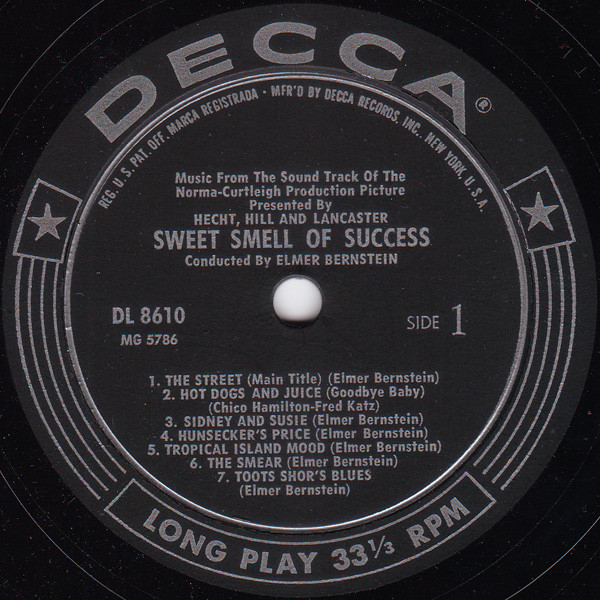 DECCA®
REG. U.S. PAT. OFF. MARCA REGISTRADA • MFR'D BY DECCA RECORDS, INC., NEW YORK, U.S.A.
Music From The Sound Track Of The
Norma-Curtleigh Production Picture
Presented By
HECHT, HILL AND LANCASTER
SWEET SMELL OF SUCCESS
Conducted By ELMER BERNSTEIN
DL 8610
MG 5786
SIDE 1
1. THE STREET (Main Title) (Elmer Bernstein)
2. HOT DOGS AND JUICE (Goodbye Baby)
(Chico Hamilton-Fred Katz)
3. SIDNEY AND SUSIE (Elmer Bernstein)
4. HUNSECKER'S PRICE (Elmer Bernstein)
5. TROPICAL ISLAND MOOD (Elmer Bernstein)
6. THE SMEAR (Elmer Bernstein)
7. TOOTS SHOR'S BLUES
(Elmer Bernstein)
LONG PLAY 33⅓ RPM